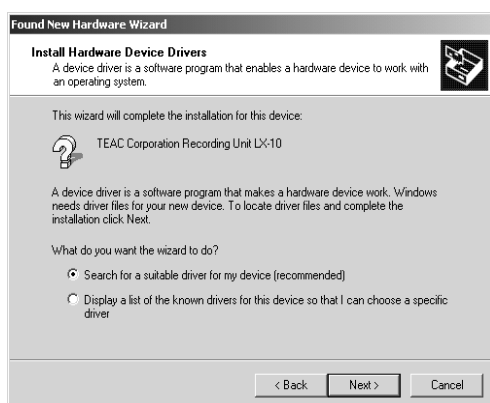 Found New Hardware Wizard
Install Hardware Device Drivers
A device driver is a software program that enables a hardware device to work with
an operating system.
This wizard will complete the installation for this device:
TEAC Corporation Recording Unit LX-10
A device driver is a software program that makes a hardware device work. Windows
needs driver files for your new device. To locate driver files and complete the
installation click Next.
What do you want the wizard to do?
Search for a suitable driver for my device (recommended)
Display a list of the known drivers for this device so that I can choose a specific
driver
< Back Next > Cancel